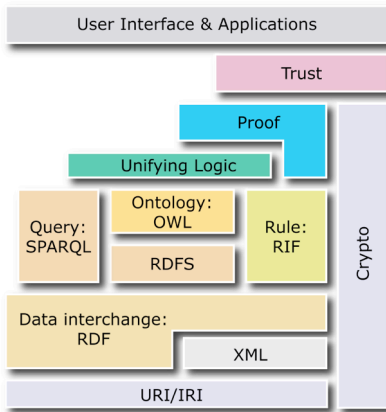 User Interface & Applications
Trust
Proof
Unifying Logic
Ontology:
OWL
Query:
SPARQL
Rule:
RIF
RDFS
Crypto
Data interchange:
RDF
XML
URI/IRI